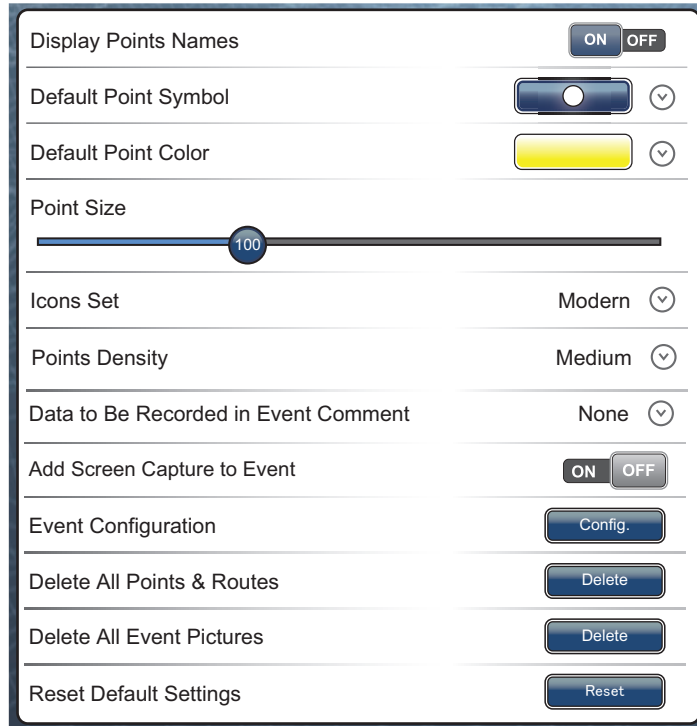 Display Points Names ON OFF
Default Point Symbol
Default Point Color
Point Size
100
Icons Set Modern
Points Density Medium
Data to Be Recorded in Event Comment None
Add Screen Capture to Event ON OFF
Event Configuration Config.
Delete All Points & Routes Delete
Delete All Event Pictures Delete
Reset Default Settings Reset